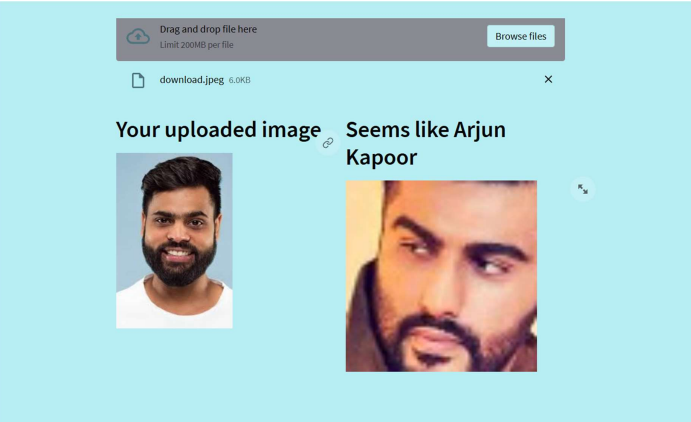 Drag and drop file here
Limit 200MB per file
Browse files
download.jpeg 6.0KB
Your uploaded image
Seems like Arjun
Kapoor